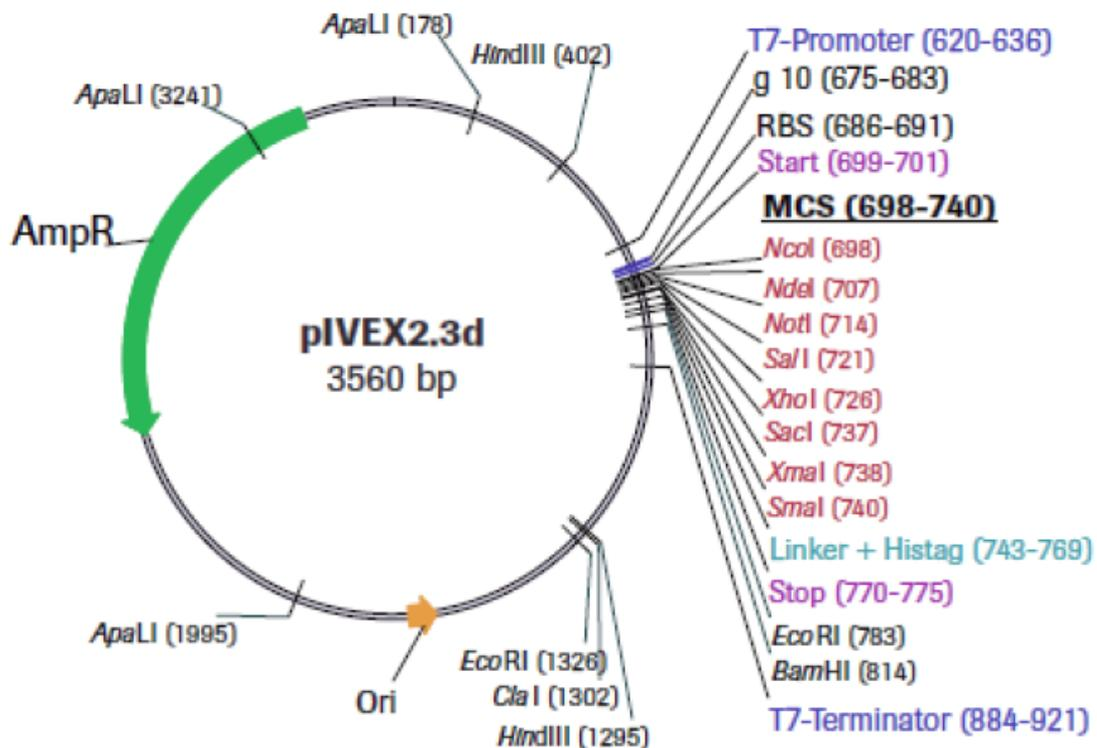 ApaLI (178)
HindIII (402)
ApaLI (3241)
AmpR
pIVEX2.3d
3560 bp
T7-Promoter (620-636)
g 10 (675-683)
RBS (686-691)
Start (699-701)
MCS (698-740)
NcoI (698)
NdeI (707)
NotI (714)
SalI (721)
XhoI (726)
SacI (737)
XmaI (738)
SmaI (740)
Linker + Histag (743-769)
Stop (770-775)
EcoRI (783)
BamHI (814)
T7-Terminator (884-921)
EcoRI (1326)
ClaI (1302)
HindIII (1295)
Ori
ApaLI (1995)